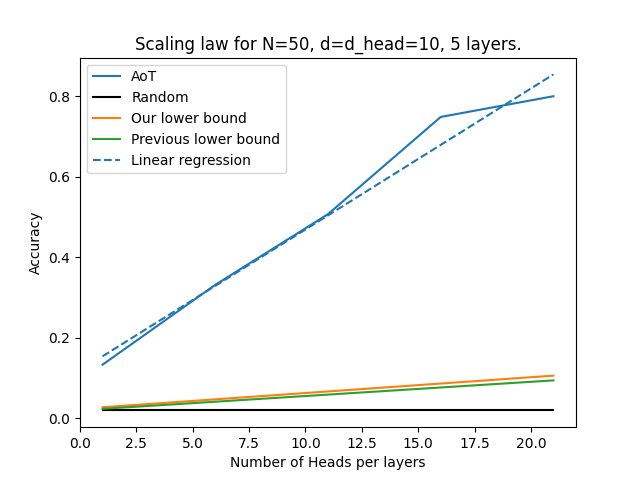 Scaling law for N=50, d=d_head=10, 5 layers.
AoT
Random
Our lower bound
Previous lower bound
Linear regression
0.8
0.6
0.4
0.2
0.0
Accuracy
0.0 2.5 5.0 7.5 10.0 12.5 15.0 17.5 20.0
Number of Heads per layers